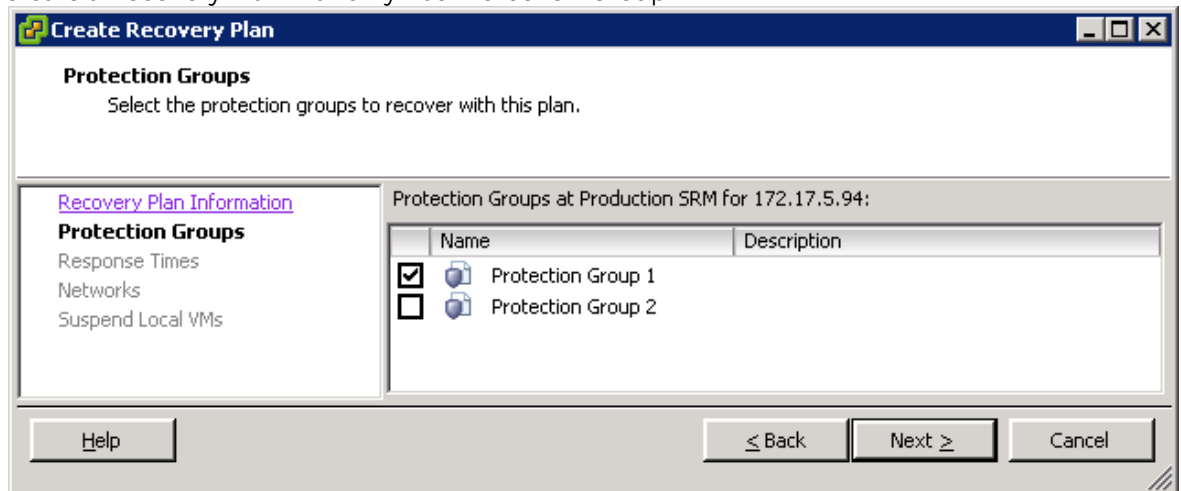 Create Recovery Plan
Protection Groups
Select the protection groups to recover with this plan.
Recovery Plan Information
Protection Groups
Response Times
Networks
Suspend Local VMs
Protection Groups at Production SRM for 172.17.5.94:
Name Description
Protection Group 1
Protection Group 2
Help
≤ Back
Next ≥
Cancel